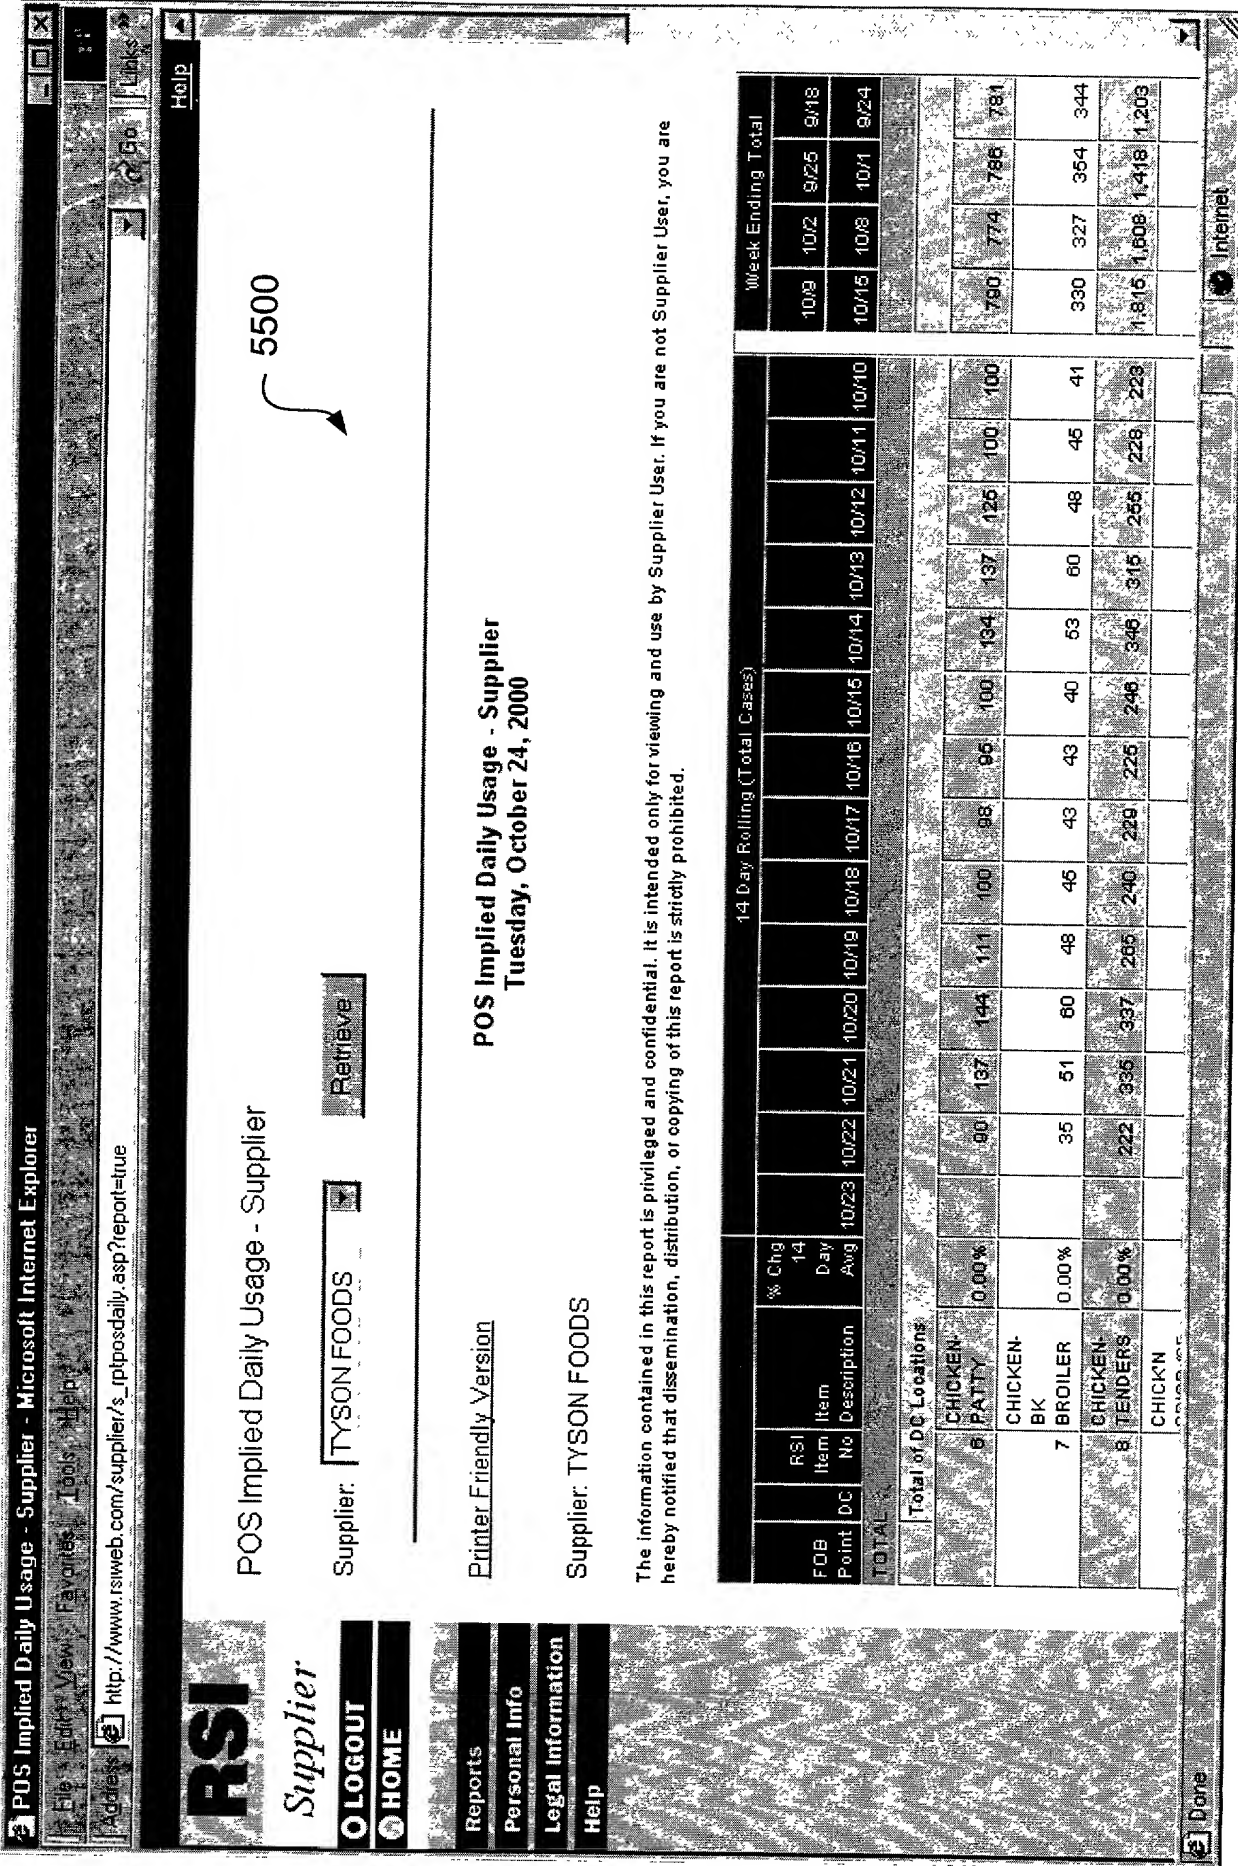 POS Implied Daily Usage - Supplier - Microsoft Internet Explorer
File Edit View Favorites Tools Help
Address http://www.rsiweb.com/supplier/s_rptposdaily.asp?report=true Go Links »
Help
RSI
Supplier
LOGOUT
HOME
Reports
Personal Info
Legal Information
Help
POS Implied Daily Usage - Supplier
5500
Supplier: TYSON FOODS Retrieve
Printer Friendly Version
POS Implied Daily Usage - Supplier
Tuesday, October 24, 2000
Supplier: TYSON FOODS
The information contained in this report is privileged and confidential. It is intended only for viewing and use by Supplier User. If you are not Supplier User, you are
hereby notified that dissemination, distribution, or copying of this report is strictly prohibited.
14 Day Rolling (Total Cases) Week Ending Total
FOB Point DC RSI Item No Item Description % Chg 14 Day Avg 10/23 10/22 10/21 10/20 10/19 10/18 10/17 10/16 10/15 10/14 10/13 10/12 10/11 10/10 10/9 10/2 9/25 9/18
10/15 10/8 10/1 9/24
TOTAL
Total of DC Locations
6 CHICKEN-PATTY 0.00% 90 137 144 111 100 98 95 100 134 137 125 100 100 790 774 786 781
7 CHICKEN-BK BROILER 0.00% 35 51 60 48 45 43 43 40 53 60 48 45 41 330 327 354 344
8 CHICKEN-TENDERS 0.00% 222 335 337 265 240 229 225 246 346 315 255 228 223 1,815 1,608 1,418 1,203
CHICK'N
Done Internet